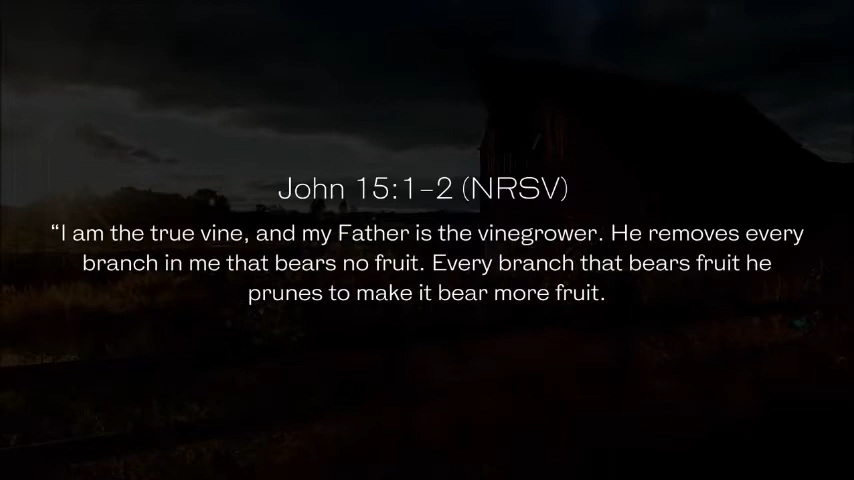 John 15:1-2 (NRSV)
“I am the true vine, and my Father is the vinegrower. He removes every
branch in me that bears no fruit. Every branch that bears fruit he
prunes to make it bear more fruit.